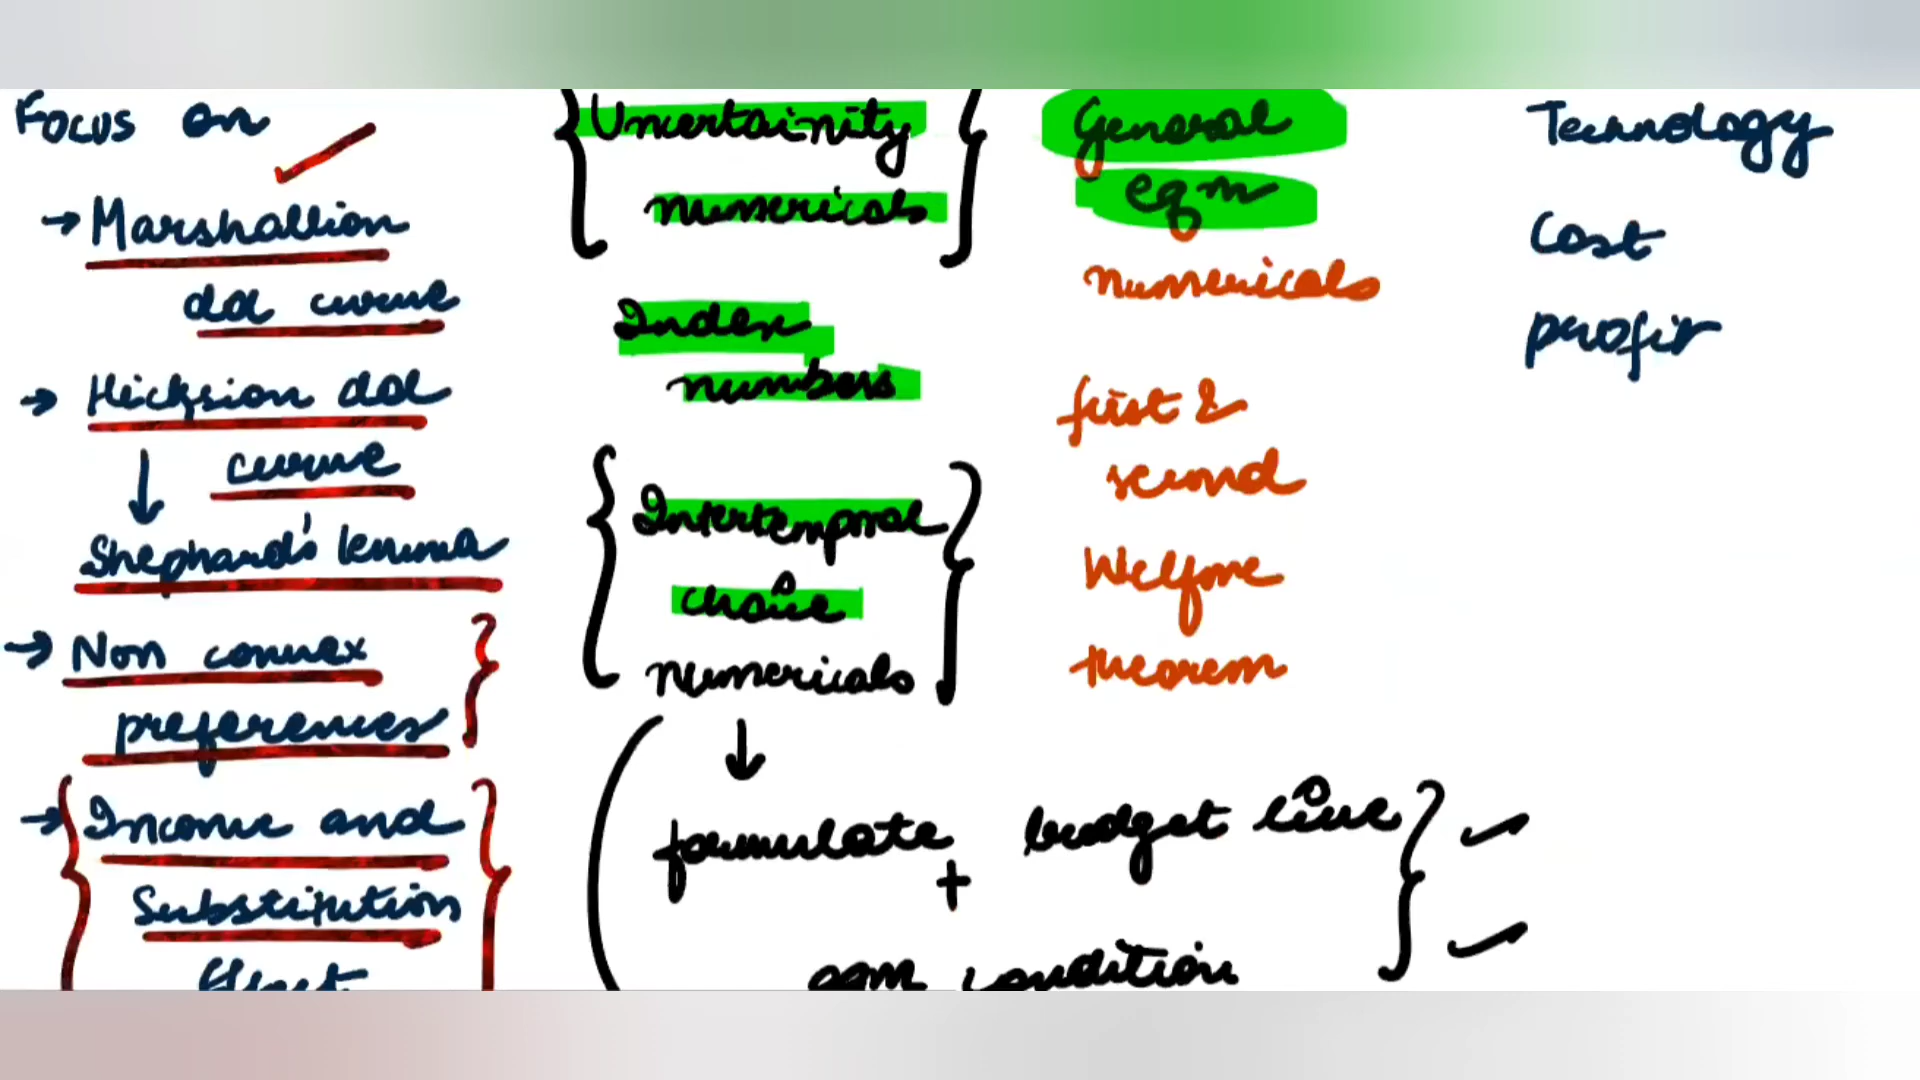 Focus on
→ Marshallian
dd curve
→ Hicksian dd
curve
↓
Shephard's lemma
→ Non convex
preferences
→ Income and
Substitution
Effect
Uncertainity
numericals
Index
numbers
Intertemporal
choice
numericals
↓
formulate budget line
+
eqm condition
General
eqm
numericals
first &
second
Welfare
theorem
Technology
Cost
profit